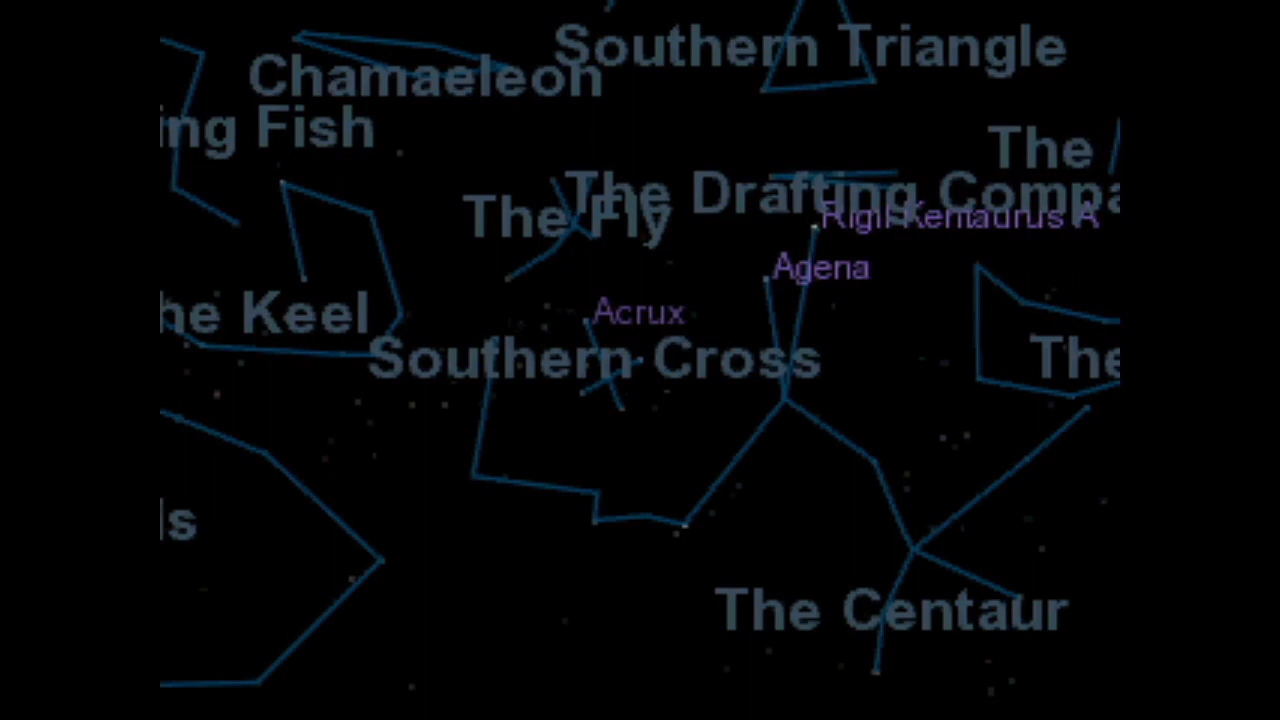 Southern Triangle
Chamaeleon
ing Fish
The
The Drafting Compa
The Fly
Rigil Kentaurus A
Agena
he Keel
Acrux
Southern Cross
The
ls
The Centaur